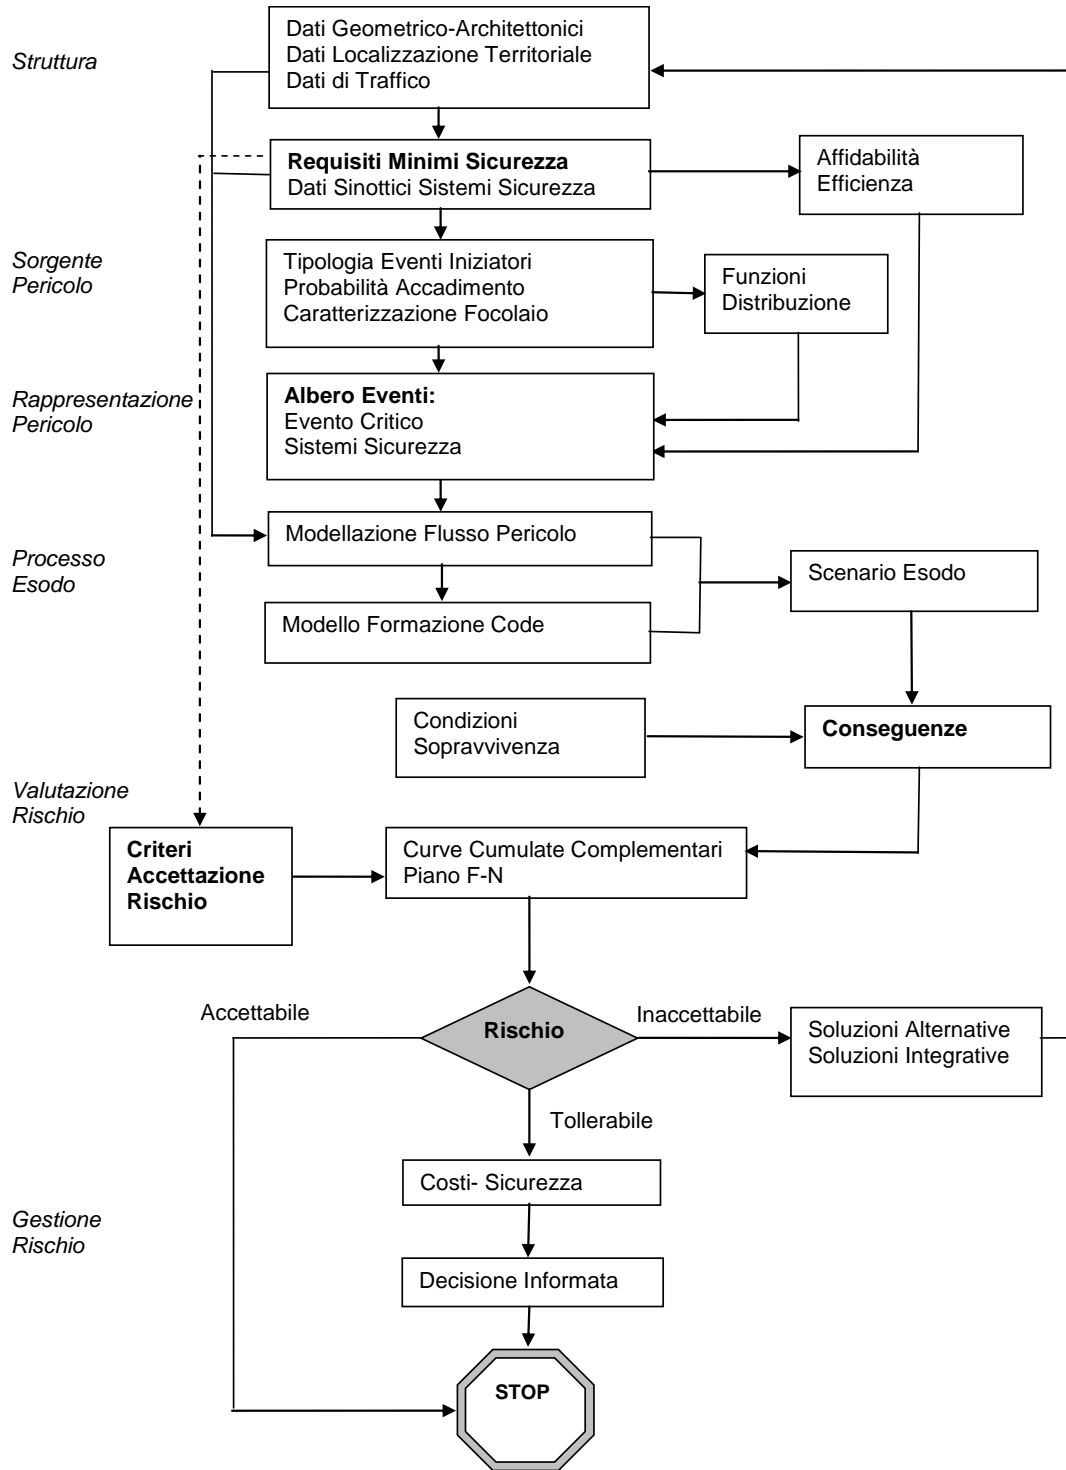 Dati Geometrico-Architettonici
Dati Localizzazione Territoriale
Dati di Traffico
Struttura
Requisiti Minimi Sicurezza
Dati Sinottici Sistemi Sicurezza
Affidabilità
Efficienza
Sorgente
Pericolo
Tipologia Eventi Iniziatori
Probabilità Accadimento
Caratterizzazione Focolaio
Funzioni
Distribuzione
Rappresentazione
Pericolo
Albero Eventi:
Evento Critico
Sistemi Sicurezza
Processo
Esodo
Modellazione Flusso Pericolo
Scenario Esodo
Modello Formazione Code
Condizioni
Sopravvivenza
Conseguenze
Valutazione
Rischio
Criteri
Accettazione
Rischio
Curve Cumulate Complementari
Piano F-N
Accettabile
Rischio
Inaccettabile
Soluzioni Alternative
Soluzioni Integrative
Tollerabile
Costi- Sicurezza
Gestione
Rischio
Decisione Informata
STOP